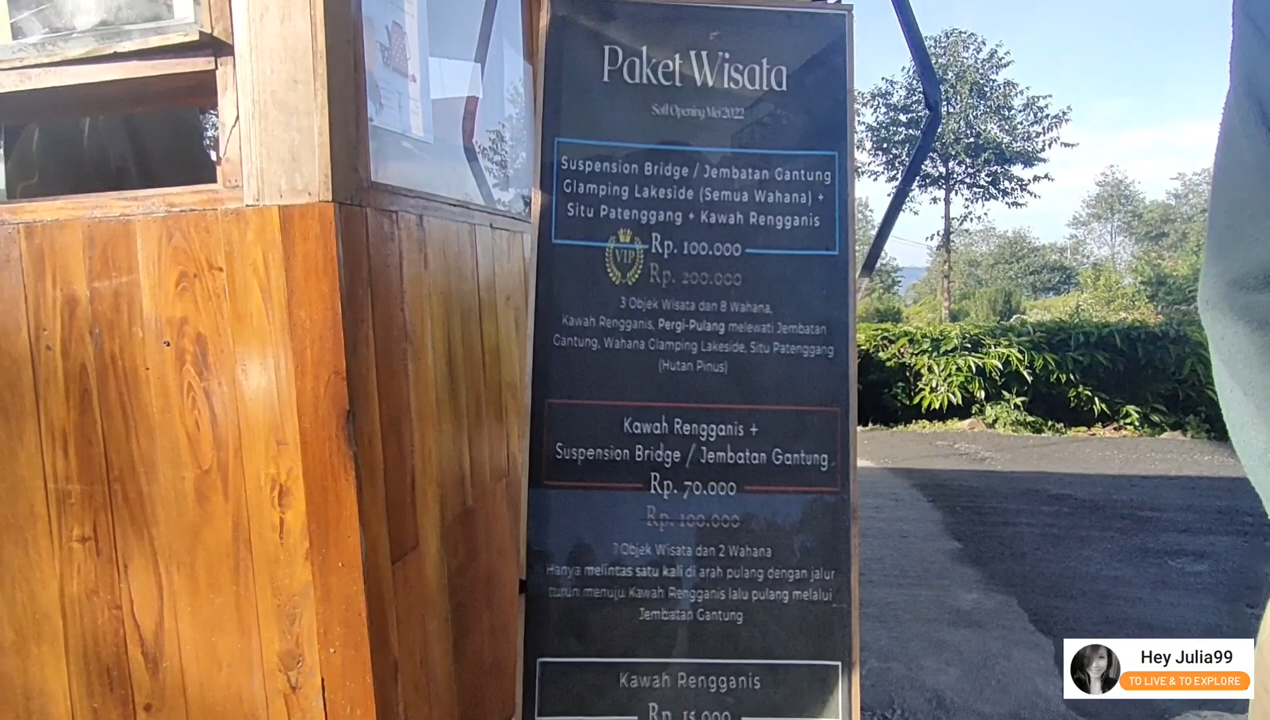 Paket Wisata
Soft Opening Mei 2022
Suspension Bridge / Jembatan Gantung
Glamping Lakeside (Semua Wahana) +
Situ Patenggang + Kawah Rengganis
Rp. 100.000
VIP
Rp. 200.000
3 Objek Wisata dan 8 Wahana,
Kawah Rengganis, Pergi-Pulang melewati Jembatan
Gantung, Wahana Glamping Lakeside, Situ Patenggang
(Hutan Pinus)
Kawah Rengganis +
Suspension Bridge / Jembatan Gantung
Rp. 70.000
Rp. 100.000
1 Objek Wisata dan 2 Wahana
Hanya melintas satu kali di arah pulang dengan jalur
turun menuju Kawah Rengganis lalu pulang melalui
Jembatan Gantung
Kawah Rengganis
Rp. 15.000
Hey Julia99
TO LIVE & TO EXPLORE